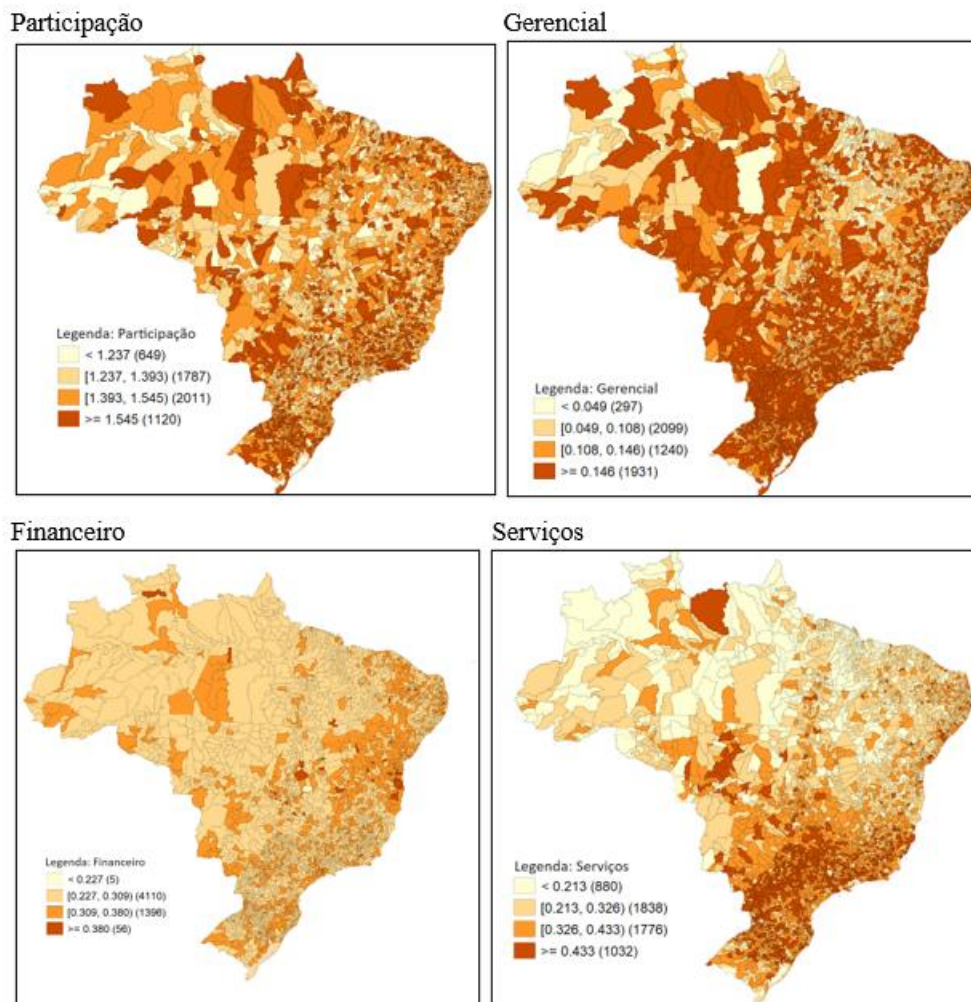 Participação
Legenda: Participação
< 1.237 (649)
[1.237, 1.393) (1787)
[1.393, 1.545) (2011)
>= 1.545 (1120)
Gerencial
Legenda: Gerencial
< 0.049 (297)
[0.049, 0.108) (2099)
[0.108, 0.146) (1240)
>= 0.146 (1931)
Financeiro
Legenda: Financeiro
< 0.227 (5)
[0.227, 0.309) (4110)
[0.309, 0.380) (1396)
>= 0.380 (56)
Serviços
Legenda: Serviços
< 0.213 (880)
[0.213, 0.326) (1838)
[0.326, 0.433) (1776)
>= 0.433 (1032)